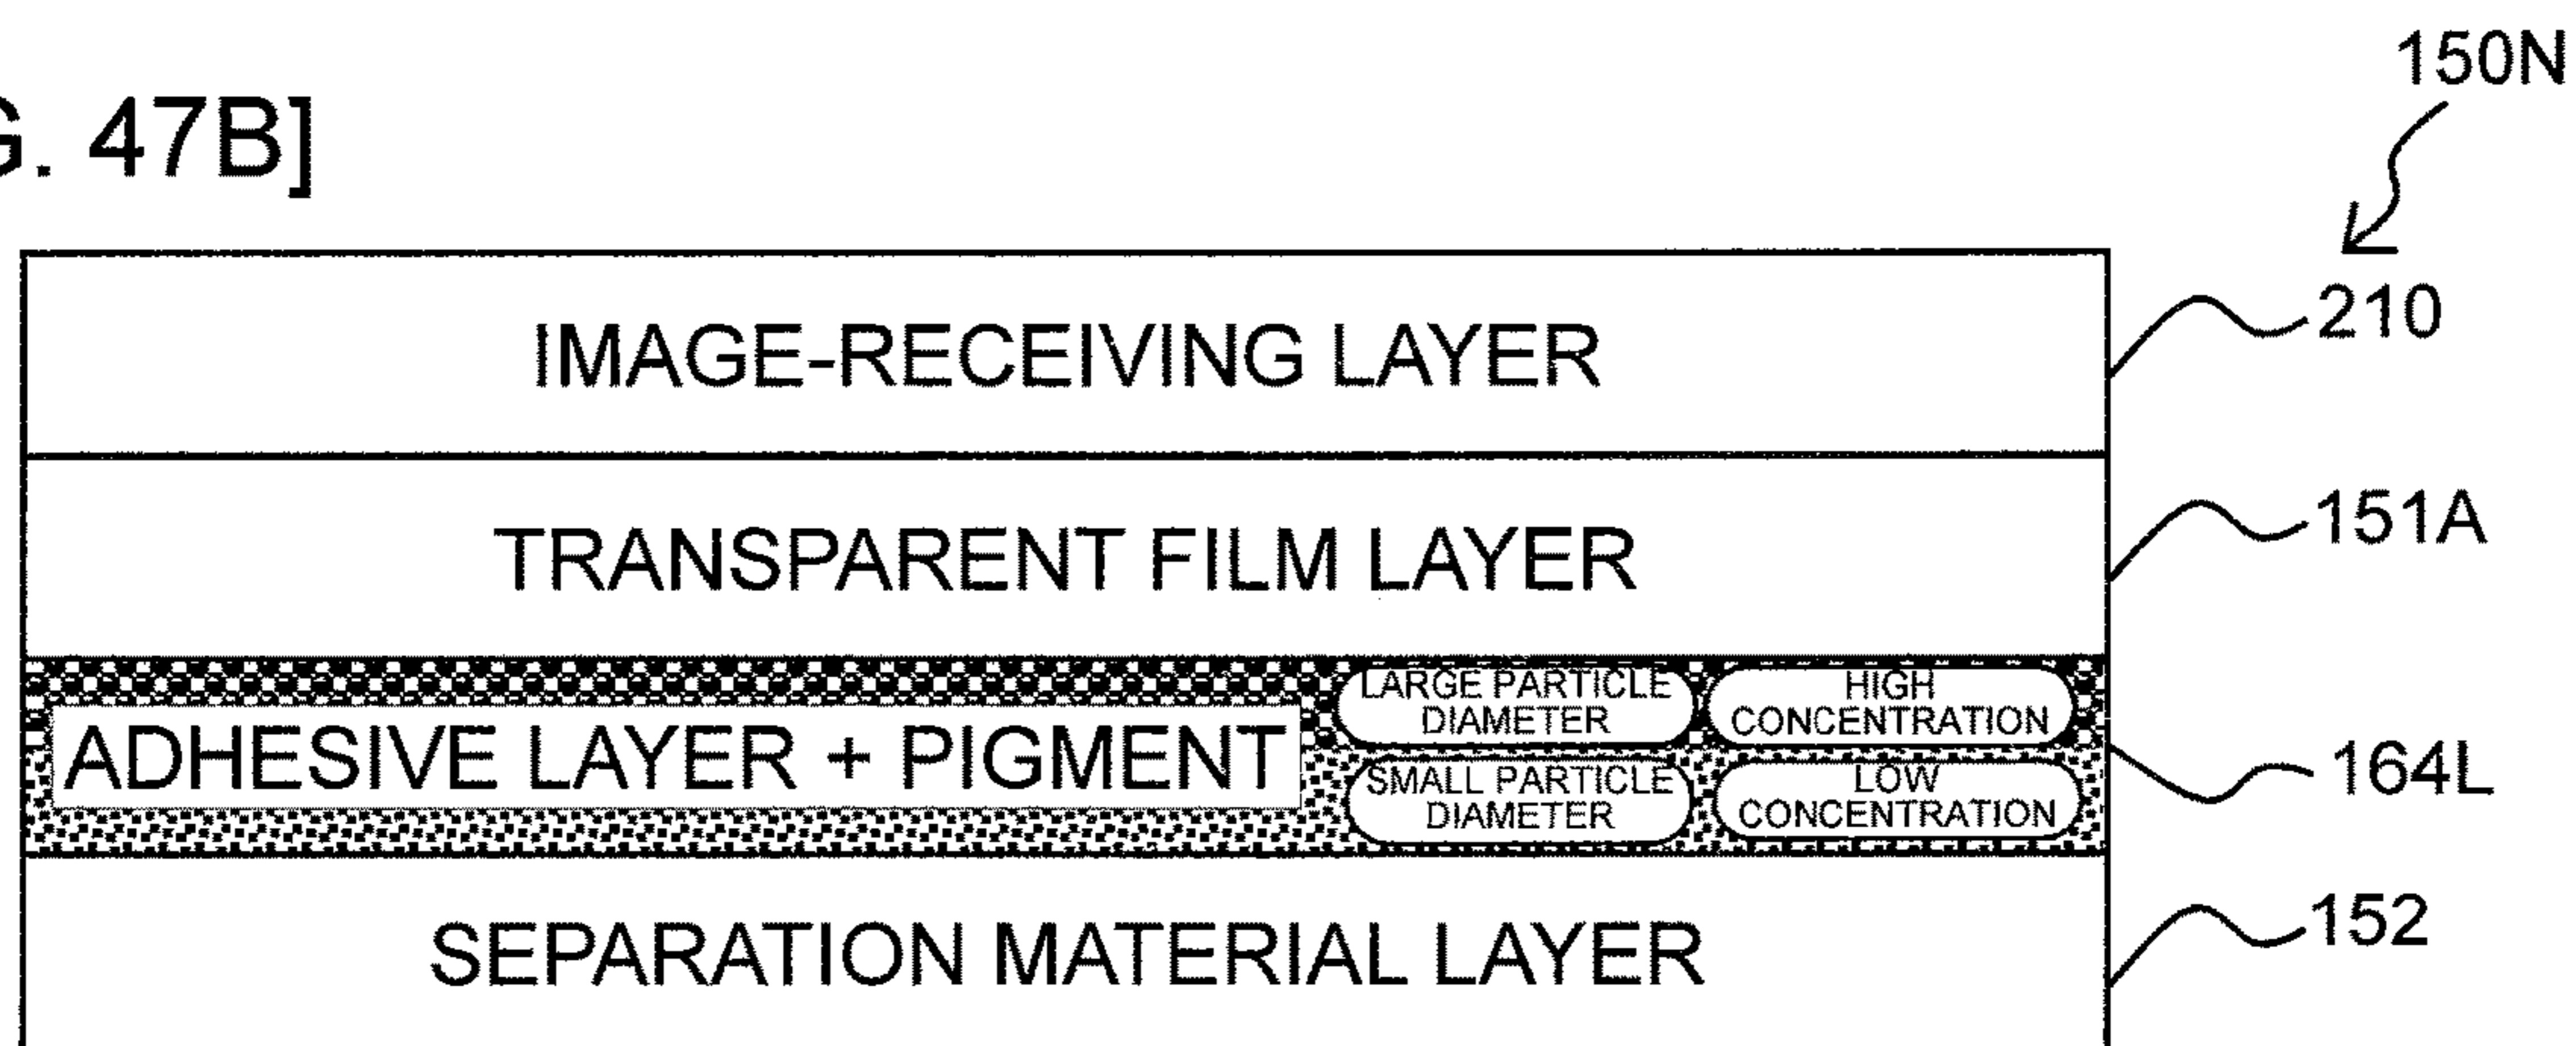 150N
G. 47B]
IMAGE-RECEIVING LAYER
210
TRANSPARENT FILM LAYER
151A
ADHESIVE LAYER + PIGMENT
LARGE PARTICLE
DIAMETER
HIGH
CONCENTRATION
SMALL PARTICLE
DIAMETER
LOW
CONCENTRATION
164L
SEPARATION MATERIAL LAYER
152